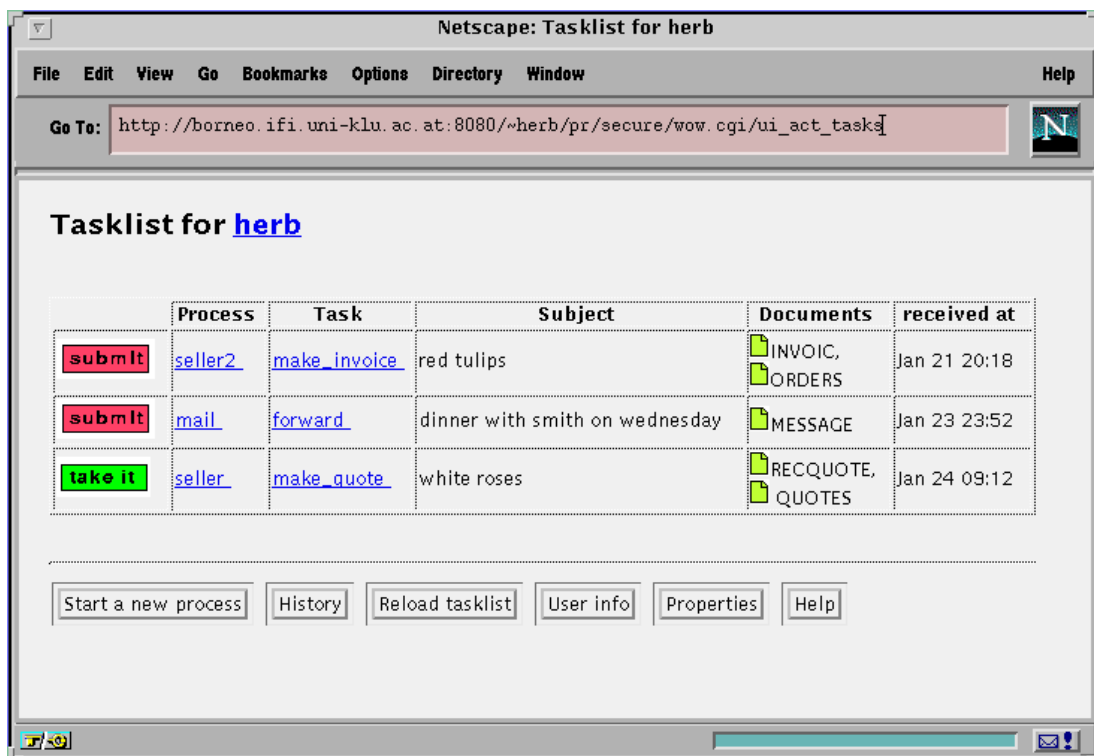 Netscape: Tasklist for herb
File Edit View Go Bookmarks Options Directory Window Help
Go To: http://borneo.ifi.uni-klu.ac.at:8080/~herb/pr/secure/wow.cgi/ui_act_tasks
N
Tasklist for herb
Process Task Subject Documents received at
submIt seller2 make_invoice red tulips INVOIC, ORDERS Jan 21 20:18
submIt mail forward dinner with smith on wednesday MESSAGE Jan 23 23:52
take it seller make_quote white roses RECQUOTE, QUOTES Jan 24 09:12
Start a new process History Reload tasklist User info Properties Help